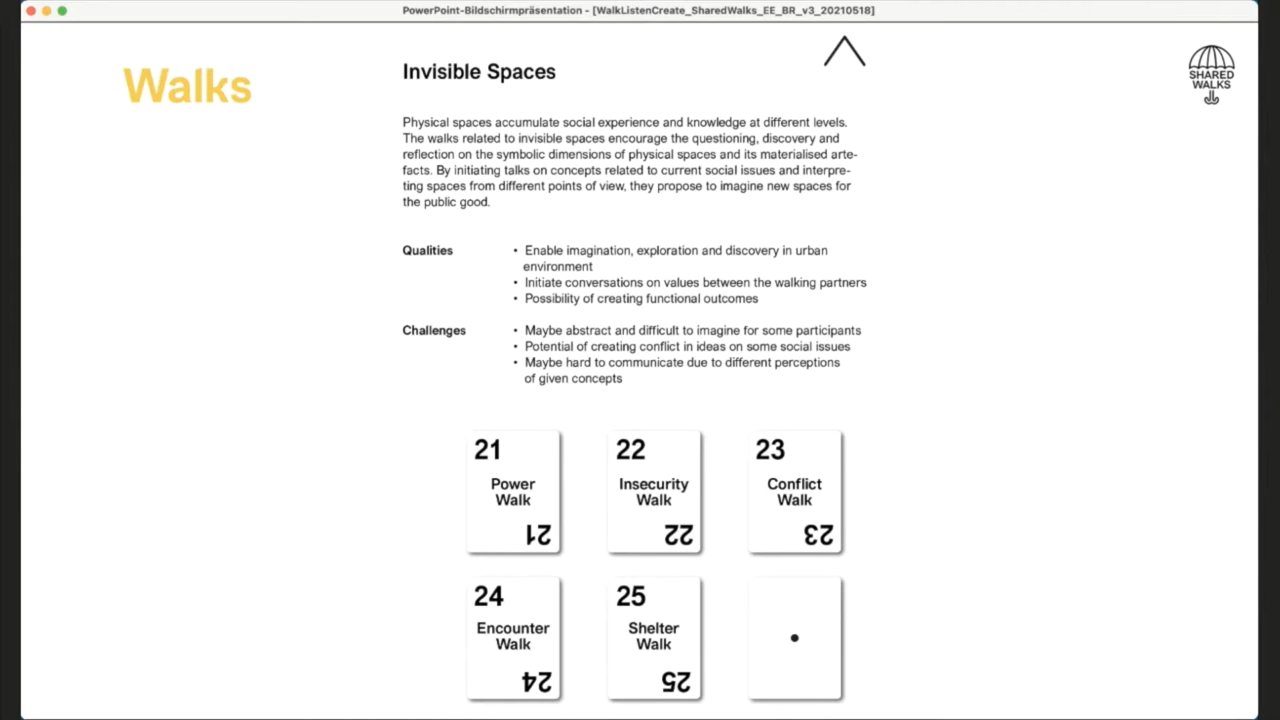 PowerPoint-Bildschirmpräsentation - [WalkListenCreate_SharedWalks_EE_BR_v3_20210518]
Walks
Invisible Spaces
SHARED
WALKS
Physical spaces accumulate social experience and knowledge at different levels.
The walks related to invisible spaces encourage the questioning, discovery and
reflection on the symbolic dimensions of physical spaces and its materialised arte-
facts. By initiating talks on concepts related to current social issues and interpre-
ting spaces from different points of view, they propose to imagine new spaces for
the public good.
Qualities
• Enable imagination, exploration and discovery in urban
environment
• Initiate conversations on values between the walking partners
• Possibility of creating functional outcomes
Challenges
• Maybe abstract and difficult to imagine for some participants
• Potential of creating conflict in ideas on some social issues
• Maybe hard to communicate due to different perceptions
of given concepts
21
Power
Walk
21
22
Insecurity
Walk
22
23
Conflict
Walk
23
24
Encounter
Walk
24
25
Shelter
Walk
25